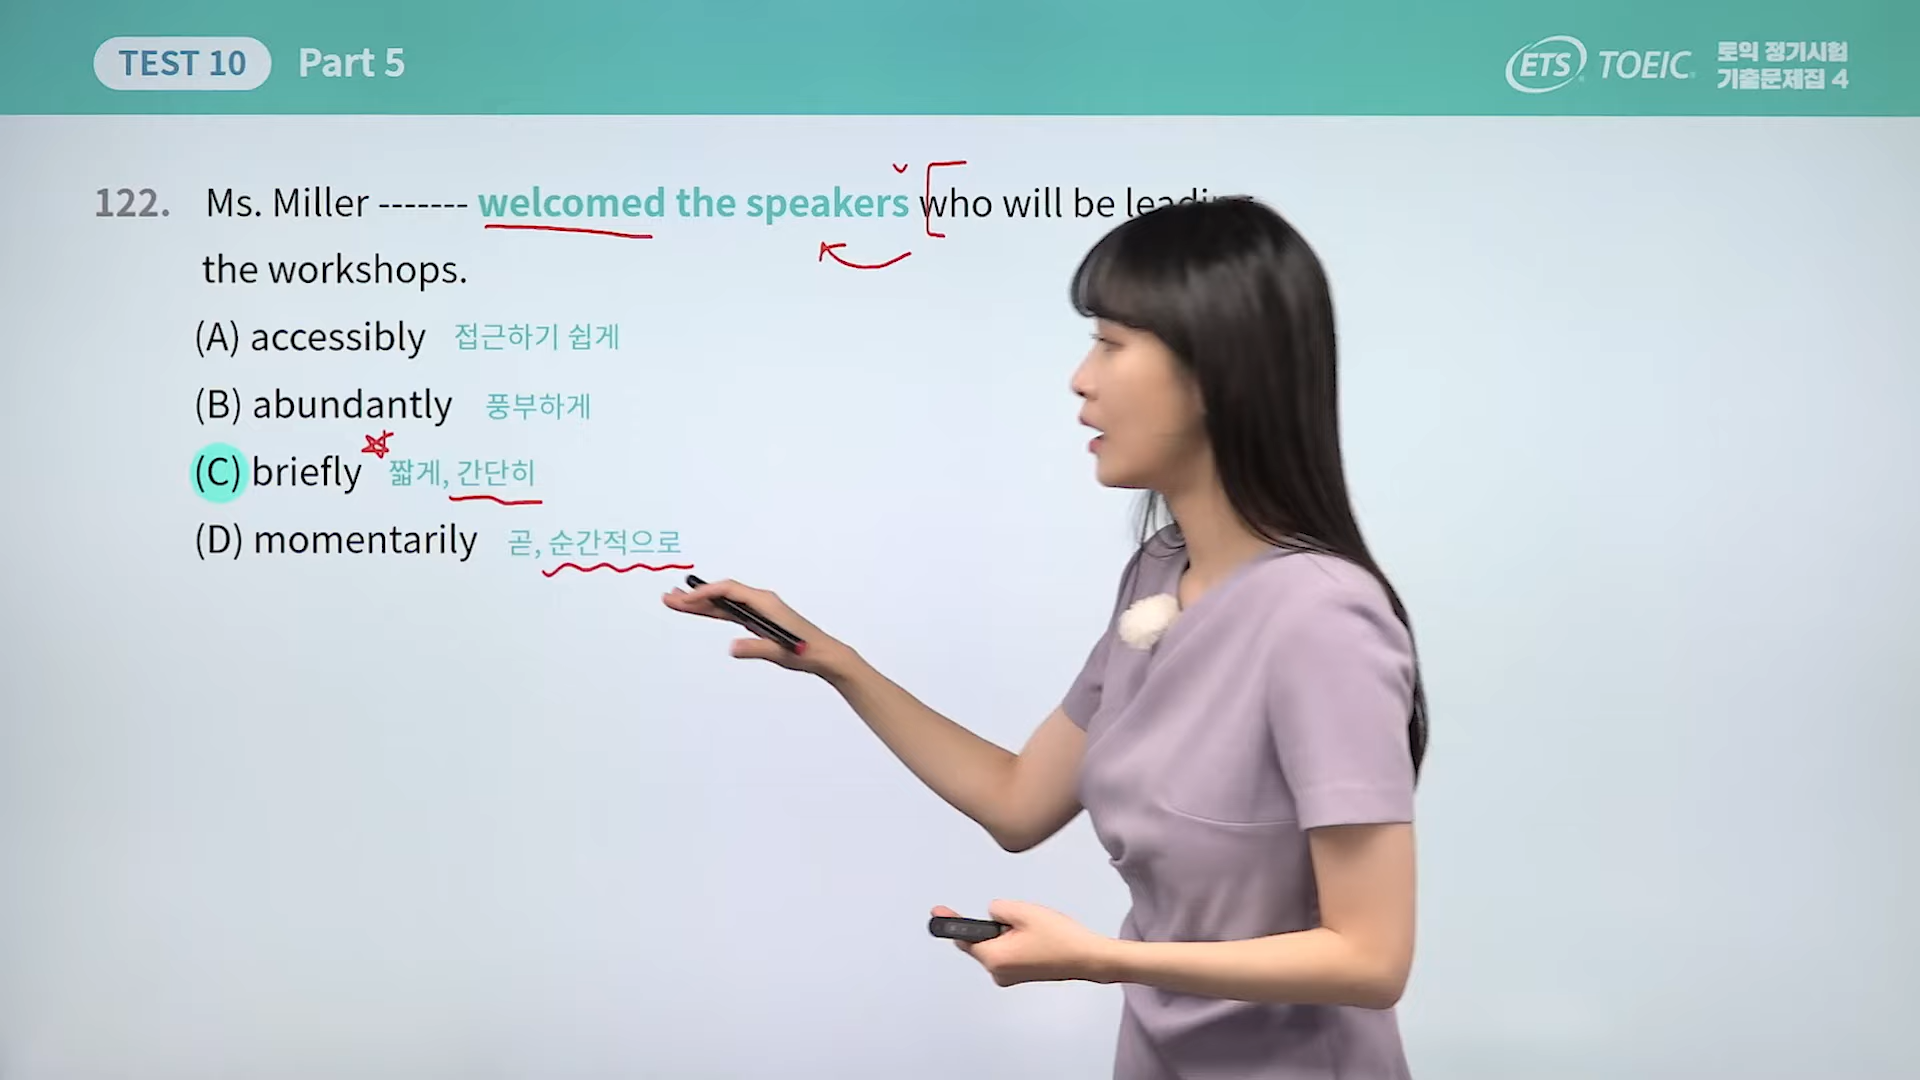 TEST 10 Part 5
ETS TOEIC 토익 정기시험
기출문제집 4
122. Ms. Miller ------- welcomed the speakers who will be leading
the workshops.
(A) accessibly 접근하기 쉽게
(B) abundantly 풍부하게
(C) briefly 짧게, 간단히
(D) momentarily 곧, 순간적으로